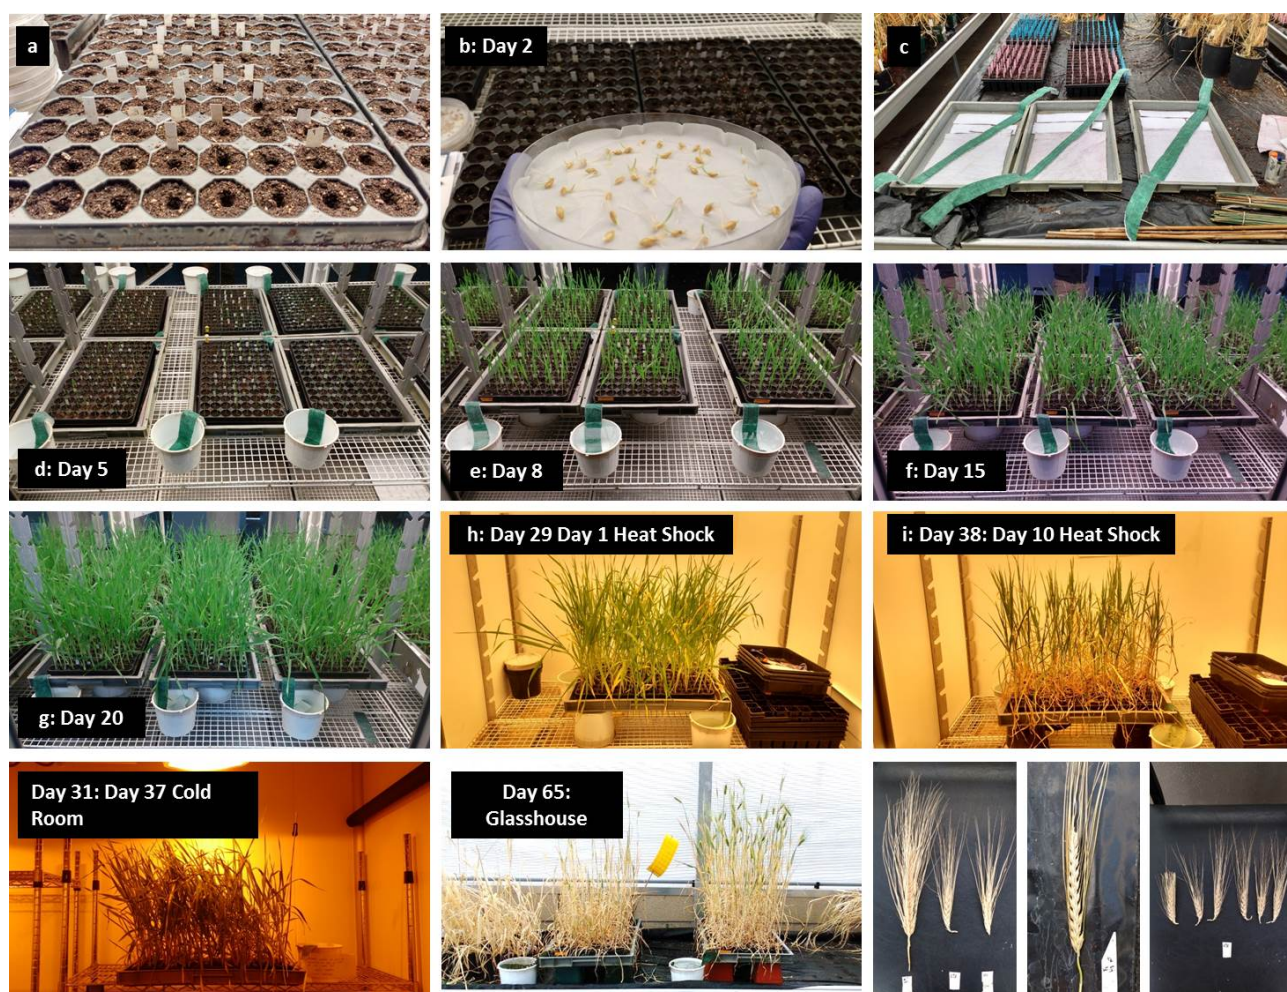 a
b: Day 2
c
d: Day 5
e: Day 8
f: Day 15
g: Day 20
h: Day 29 Day 1 Heat Shock
i: Day 38: Day 10 Heat Shock
Day 31: Day 37 Cold
Room
Day 65:
Glasshouse